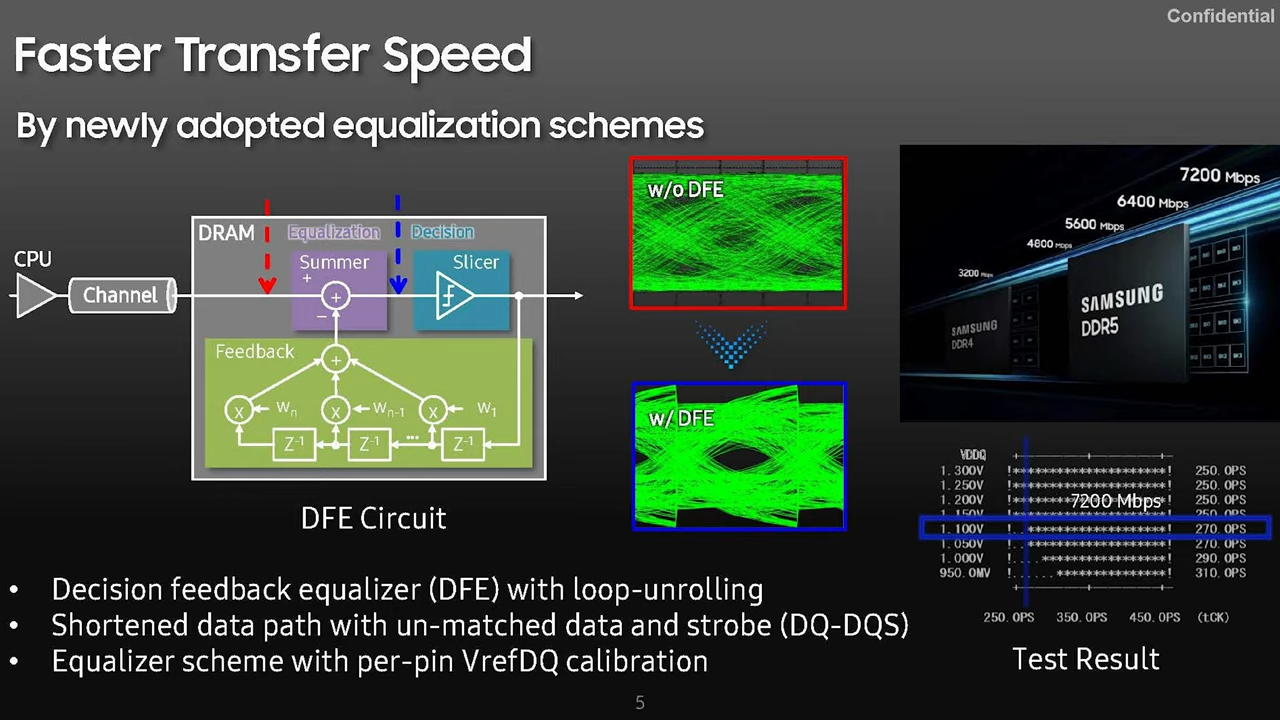 Confidential
Faster Transfer Speed
By newly adopted equalization schemes
CPU
Channel
DRAM
Equalization
Decision
Summer
+
+
−
Slicer
Feedback
+
x
Wn
x
Wn-1
x
W1
Z-1
Z-1
...
Z-1
DFE Circuit
w/o DFE
w/ DFE
7200 Mbps
6400 Mbps
5600 Mbps
4800 Mbps
3200 Mbps
SAMSUNG
DDR4
SAMSUNG
DDR5
VDDQ
1.300V !*********************! 250.0PS
1.250V !*********************! 250.0PS
1.200V 7200 Mbps 250.0PS
1.150V 250.0PS
1.100V !..*******************! 270.0PS
1.050V !..*******************! 270.0PS
1.000V !....*****************! 290.0PS
950.0MV !......***************! 310.0PS
250.0PS 350.0PS 450.0PS (tCK)
Test Result
• Decision feedback equalizer (DFE) with loop-unrolling
• Shortened data path with un-matched data and strobe (DQ-DQS)
• Equalizer scheme with per-pin VrefDQ calibration
5